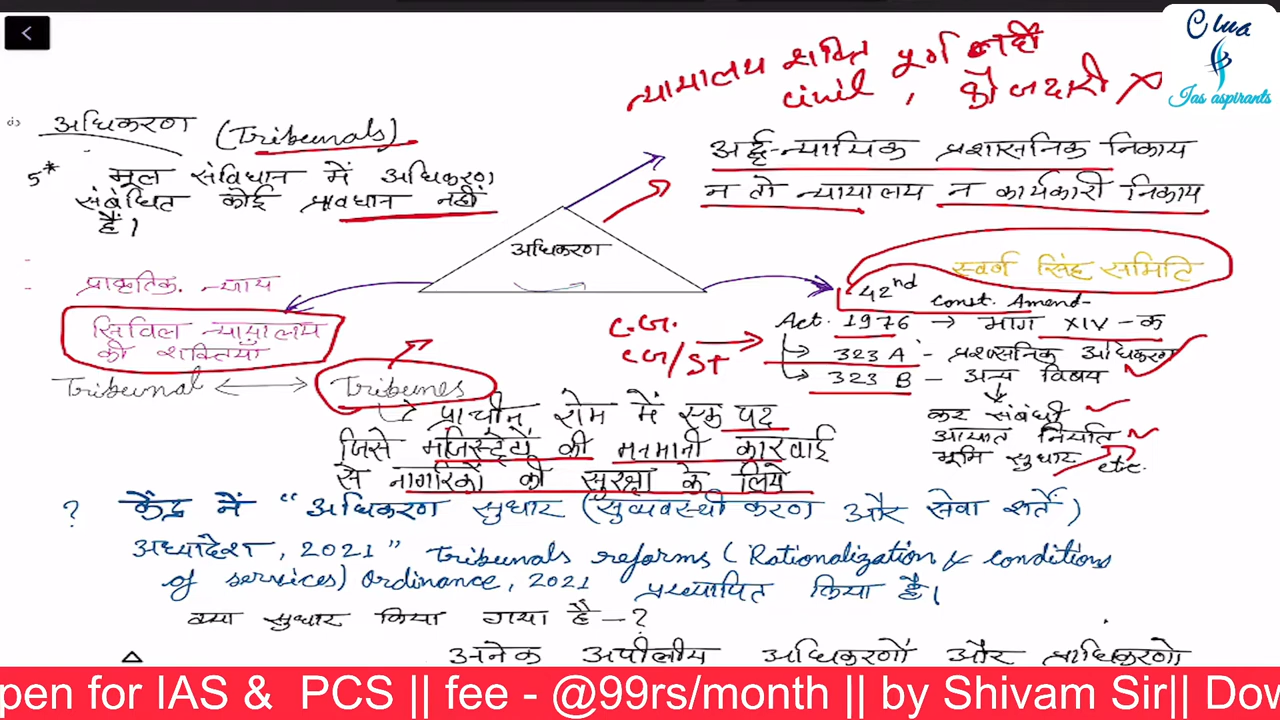 <
Clua
Ias aspirants
न्यायालय शक्ति पूर्ण नहीं
civil , फौजदारी
अधिकरण (Tribunals)
5* मूल संविधान में अधिकरण
संबंधित कोई प्रावधान नहीं
हैं।
अर्द्ध-न्यायिक प्रशासनिक निकाय
न तो न्यायालय न कार्यकारी निकाय
अधिकरण
प्राकृतिक. न्याय
सिविल न्यायालय
की शक्तियाँ
स्वर्ण सिंह समिति
42nd
Const. Amend-
Act. 1976 → भाग XIV-क
C.G.
CG/ST
323 A - प्रशासनिक अधिकरण
323 B - अन्य विषय
कर संबंधी
आयात निर्यात
भूमि सुधार etc.
Tribunal ↔ Tribunes
प्राचीन रोम में एक पद
जिसे मजिस्ट्रेटों की मनमानी कारवाई
से नागरिकों की सुरक्षा के लिये
? केंद्र ने "अधिकरण सुधार (सुव्यवस्थीकरण और सेवा शर्तें)
अध्यादेश, 2021" Tribunals reforms (Rationalization & conditions
of services) Ordinance, 2021 प्रख्यापित किया है।
क्या सुधार किया गया है -?
अनेक अपीलीय अधिकरणों और प्राधिकरणो
pen for IAS & PCS || fee - @99rs/month || by Shivam Sir|| Dow